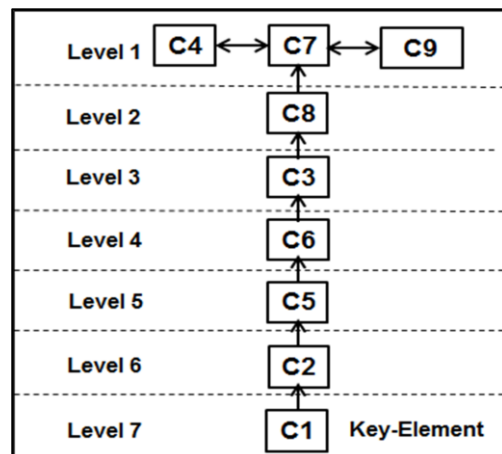 Level 1 C4 C7 C9
Level 2 C8
Level 3 C3
Level 4 C6
Level 5 C5
Level 6 C2
Level 7 C1 Key-Element